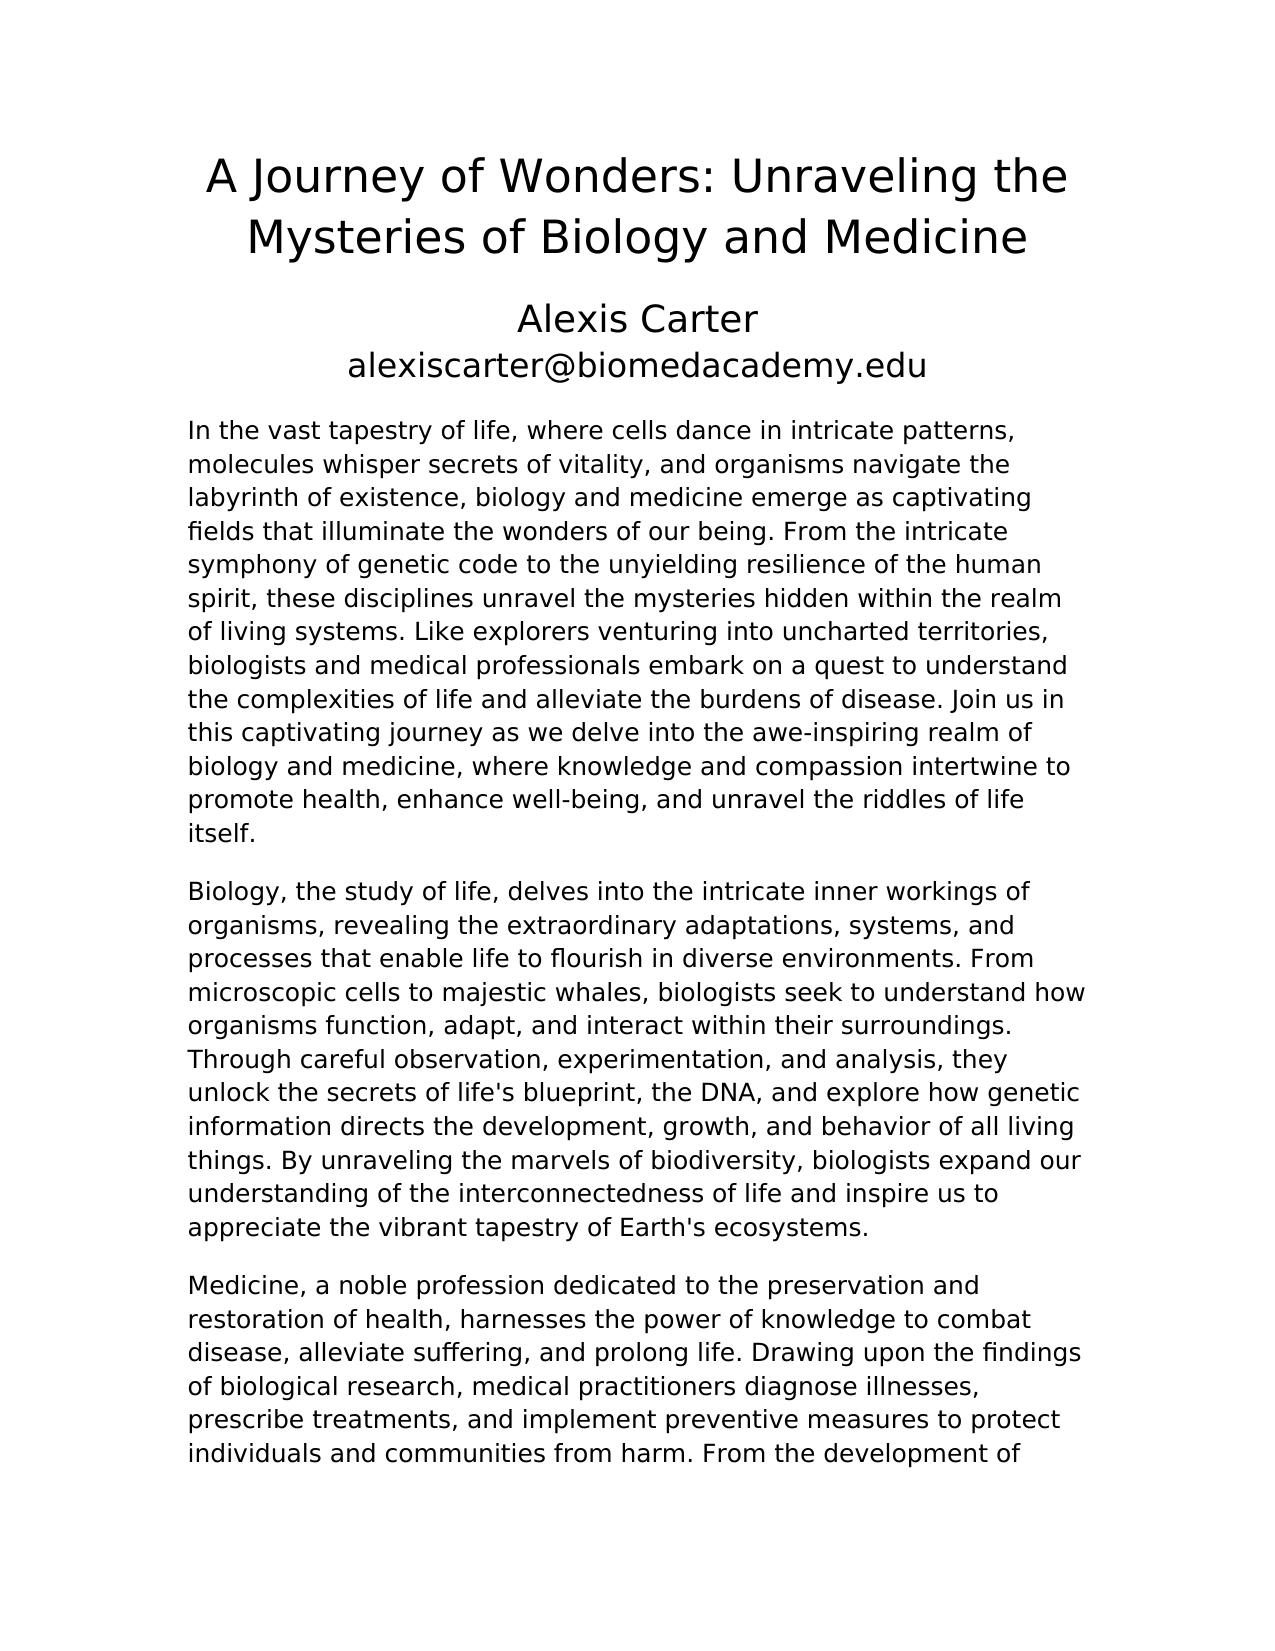 A Journey of Wonders: Unraveling the
Mysteries of Biology and Medicine
Alexis Carter
alexiscarter@biomedacademy.edu
In the vast tapestry of life, where cells dance in intricate patterns,
molecules whisper secrets of vitality, and organisms navigate the
labyrinth of existence, biology and medicine emerge as captivating
fields that illuminate the wonders of our being. From the intricate
symphony of genetic code to the unyielding resilience of the human
spirit, these disciplines unravel the mysteries hidden within the realm
of living systems. Like explorers venturing into uncharted territories,
biologists and medical professionals embark on a quest to understand
the complexities of life and alleviate the burdens of disease. Join us in
this captivating journey as we delve into the awe-inspiring realm of
biology and medicine, where knowledge and compassion intertwine to
promote health, enhance well-being, and unravel the riddles of life
itself.
Biology, the study of life, delves into the intricate inner workings of
organisms, revealing the extraordinary adaptations, systems, and
processes that enable life to flourish in diverse environments. From
microscopic cells to majestic whales, biologists seek to understand how
organisms function, adapt, and interact within their surroundings.
Through careful observation, experimentation, and analysis, they
unlock the secrets of life's blueprint, the DNA, and explore how genetic
information directs the development, growth, and behavior of all living
things. By unraveling the marvels of biodiversity, biologists expand our
understanding of the interconnectedness of life and inspire us to
appreciate the vibrant tapestry of Earth's ecosystems.
Medicine, a noble profession dedicated to the preservation and
restoration of health, harnesses the power of knowledge to combat
disease, alleviate suffering, and prolong life. Drawing upon the findings
of biological research, medical practitioners diagnose illnesses,
prescribe treatments, and implement preventive measures to protect
individuals and communities from harm. From the development of